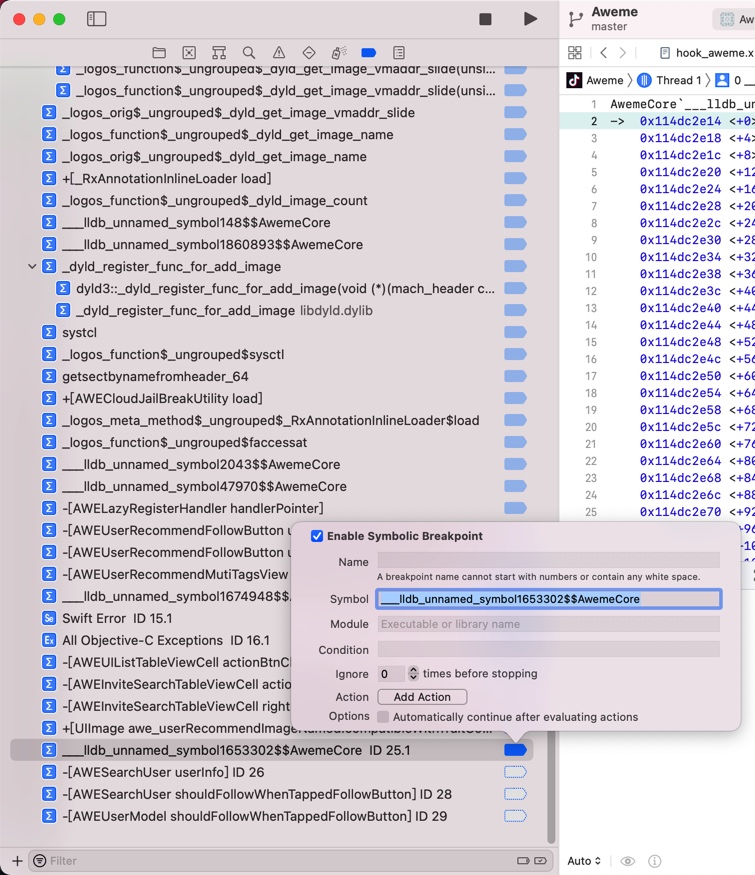 Aweme
master
Aw
hook_aweme.x
Aweme
Thread 1
0
_logos_function$_ungrouped$_dyld_get_image_vmaddr_slide(unsi...
_logos_function$_ungrouped$_dyld_get_image_vmaddr_slide(unsi...
_logos_orig$_ungrouped$_dyld_get_image_vmaddr_slide
_logos_function$_ungrouped$_dyld_get_image_name
_logos_orig$_ungrouped$_dyld_get_image_name
+[_RxAnnotationInlineLoader load]
_logos_function$_ungrouped$_dyld_get_image_count
___lldb_unnamed_symbol148$$AwemeCore
___lldb_unnamed_symbol1860893$$AwemeCore
_dyld_register_func_for_add_image
dyld3::_dyld_register_func_for_add_image(void (*)(mach_header c...
_dyld_register_func_for_add_image libdyld.dylib
systcl
_logos_function$_ungrouped$sysctl
getsectbynamefromheader_64
+[AWECloudJailBreakUtility load]
_logos_meta_method$_ungrouped$_RxAnnotationInlineLoader$load
_logos_function$_ungrouped$faccessat
___lldb_unnamed_symbol2043$$AwemeCore
___lldb_unnamed_symbol47970$$AwemeCore
-[AWELazyRegisterHandler handlerPointer]
-[AWEUserRecommendFollowButton u
-[AWEUserRecommendFollowButton u
-[AWEUserRecommendMutiTagsView
___lldb_unnamed_symbol1674948$$A
Swift Error ID 15.1
All Objective-C Exceptions ID 16.1
-[AWEUIListTableViewCell actionBtnCl
-[AWEInviteSearchTableViewCell actio
-[AWEInviteSearchTableViewCell right
___lldb_unnamed_symbol1653302$$AwemeCore ID 25.1
-[AWESearchUser userInfo] ID 26
-[AWESearchUser shouldFollowWhenTappedFollowButton] ID 28
-[AWEUserModel shouldFollowWhenTappedFollowButton] ID 29
Filter
1 AwemeCore`___lldb_un
2 -> 0x114dc2e14 <+0>
3 0x114dc2e18 <+4>
4 0x114dc2e1c <+8>
5 0x114dc2e20 <+12
6 0x114dc2e24 <+16
7 0x114dc2e28 <+20
8 0x114dc2e2c <+24
9 0x114dc2e30 <+28
10 0x114dc2e34 <+32
11 0x114dc2e38 <+36
12 0x114dc2e3c <+40
13 0x114dc2e40 <+44
14 0x114dc2e44 <+48
15 0x114dc2e48 <+52
16 0x114dc2e4c <+56
17 0x114dc2e50 <+60
18 0x114dc2e54 <+64
19 0x114dc2e58 <+68
20 0x114dc2e5c <+72
21 0x114dc2e60 <+76
22 0x114dc2e64 <+80
23 0x114dc2e68 <+84
24 0x114dc2e6c <+88
25 0x114dc2e70 <+92
Enable Symbolic Breakpoint
Name
A breakpoint name cannot start with numbers or contain any white space.
Symbol ___lldb_unnamed_symbol1653302$$AwemeCore
Module Executable or library name
Condition
Ignore 0 times before stopping
Action Add Action
Options Automatically continue after evaluating actions
Auto